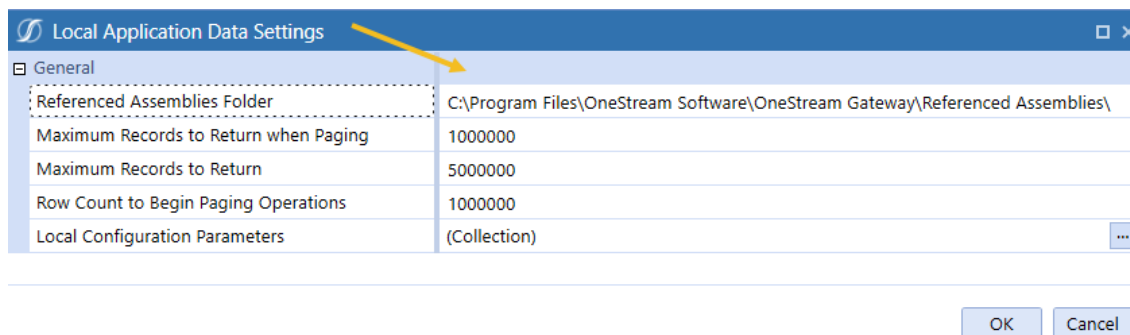 Local Application Data Settings
General
Referenced Assemblies Folder C:\Program Files\OneStream Software\OneStream Gateway\Referenced Assemblies\
Maximum Records to Return when Paging 1000000
Maximum Records to Return 5000000
Row Count to Begin Paging Operations 1000000
Local Configuration Parameters (Collection) ...
OK Cancel